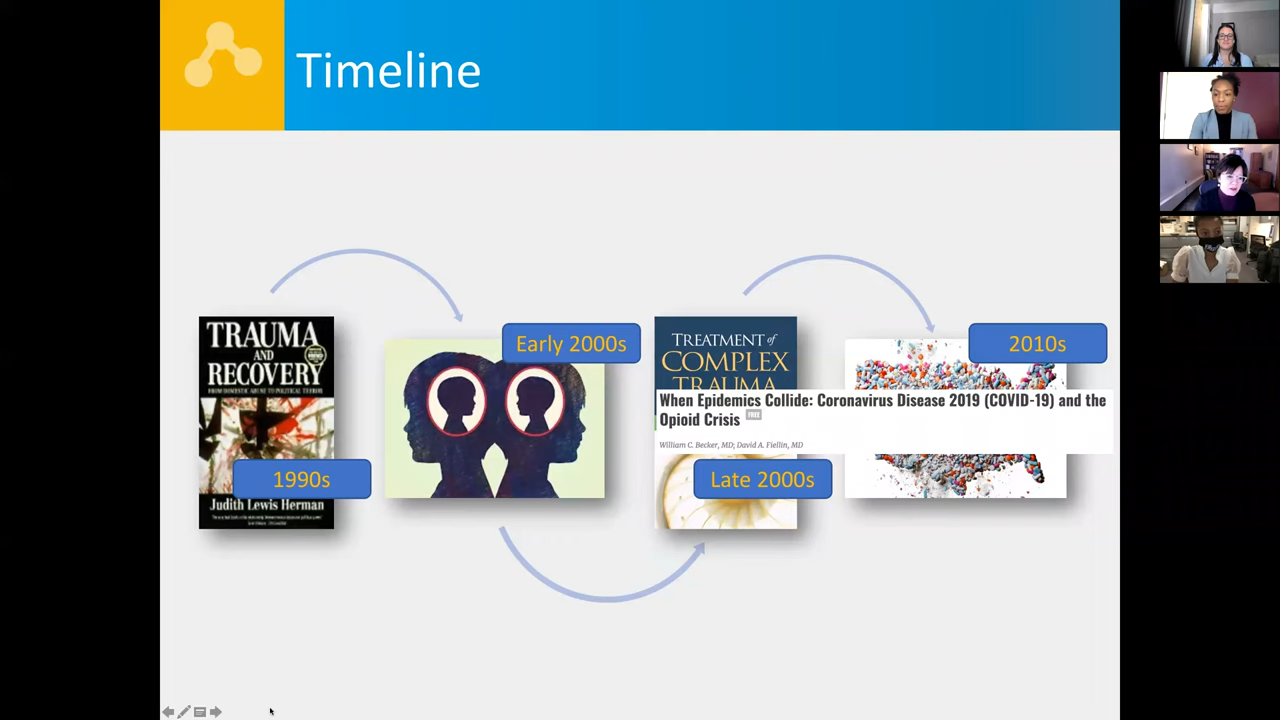 Timeline
TRAUMA
AND
RECOVERY
FROM DOMESTIC ABUSE TO POLITICAL TERROR
1990s
Judith Lewis Herman
Early 2000s
TREATMENT of
COMPLEX
TRAUMA
When Epidemics Collide: Coronavirus Disease 2019 (COVID-19) and the
Opioid Crisis FREE
William C. Becker, MD; David A. Fiellin, MD
Late 2000s
2010s